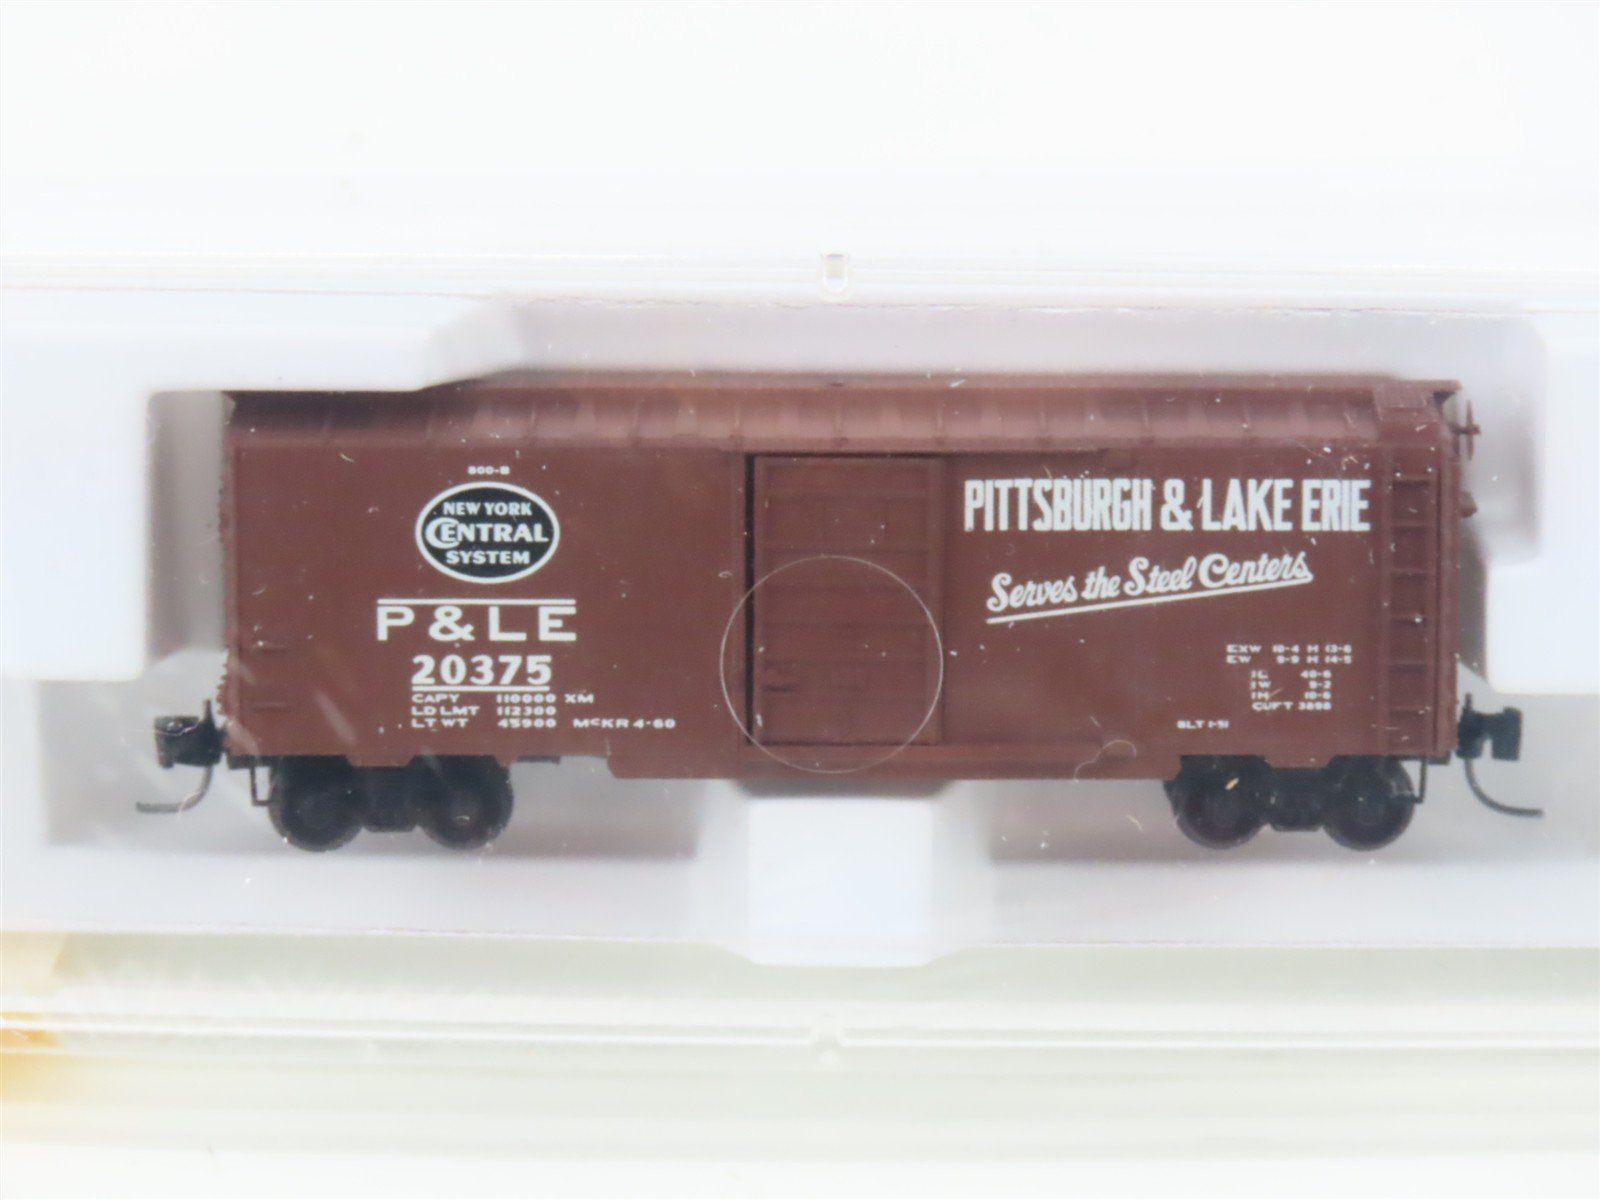 800-B
NEW YORK
CENTRAL
SYSTEM
P & L E
20375
CAPY 110000 XM
LD LMT 112300
LT WT 45900 McKR 4-60
PITTSBURGH & LAKE ERIE
Serves the Steel Centers
EXW 10-4 H 13-6
EW 9-9 H 14-5
IL 40-6
IW 9-2
IH 10-6
CUFT 3898
BLT 1-51